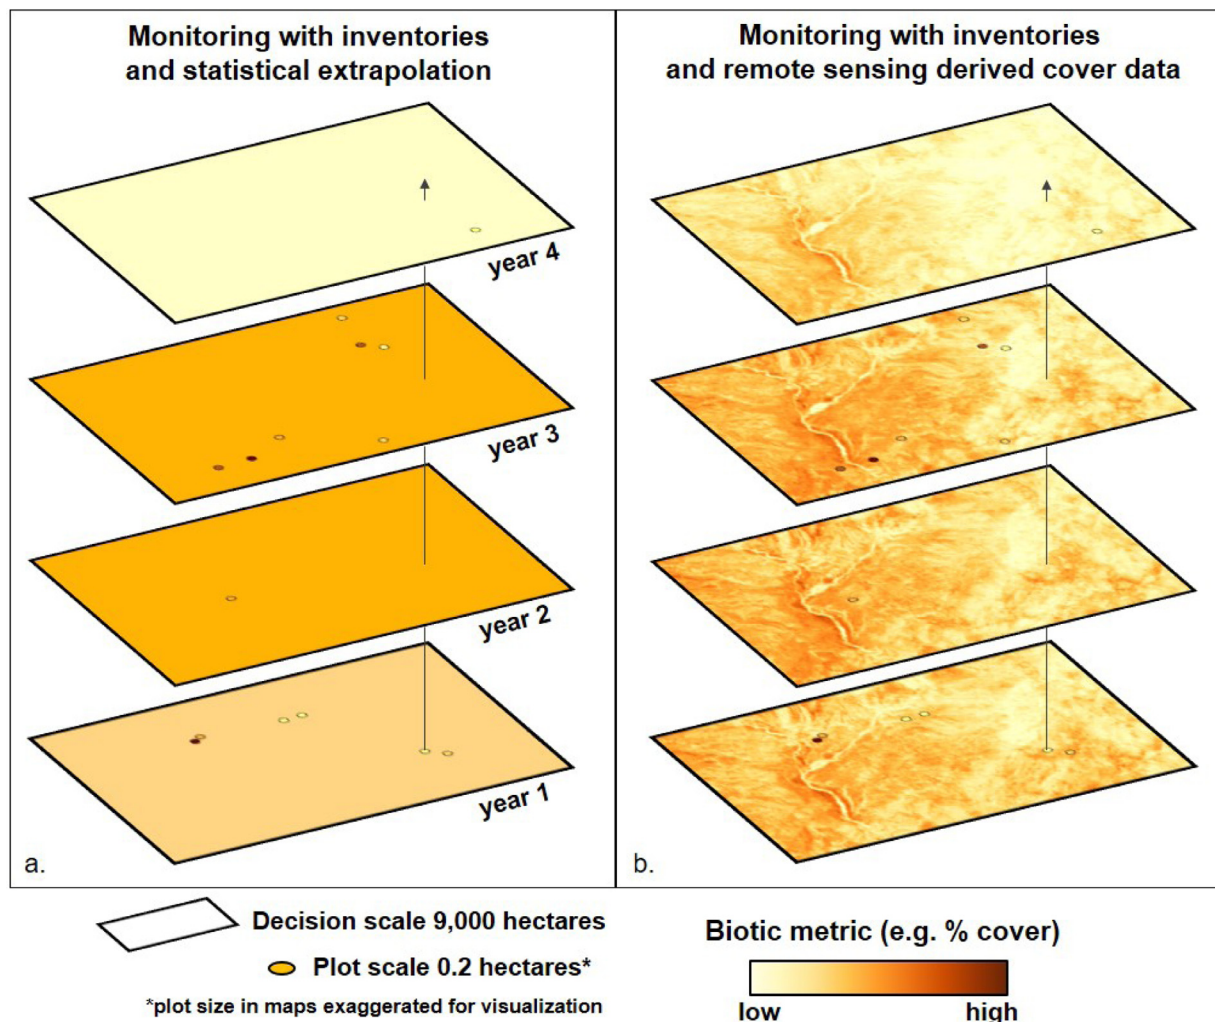 Monitoring with inventories
and statistical extrapolation
year 4
year 3
year 2
year 1
a.
Monitoring with inventories
and remote sensing derived cover data
b.
Decision scale 9,000 hectares
Plot scale 0.2 hectares*
*plot size in maps exaggerated for visualization
Biotic metric (e.g. % cover)
low high